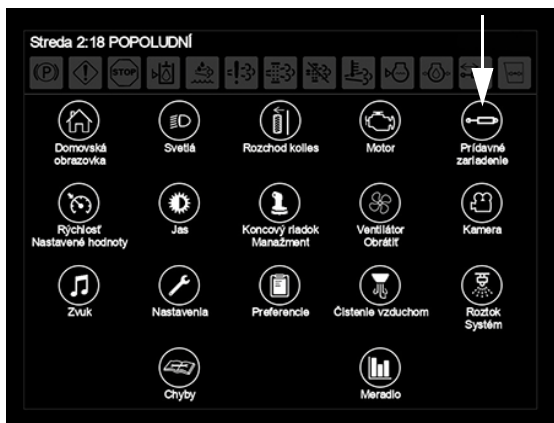 Streda 2:18 POPOLUDNÍ
(P)
STOP
Domovská
obrazovka
Svetlá
Rozchod kolies
Motor
Prídavné
zariadenie
Rýchlosť
Nastavené hodnoty
Jas
Koncový riadok
Manažment
Ventilátor
Obrátiť
Kamera
Zvuk
Nastavenia
Preferencie
Čistenie vzduchom
Roztok
Systém
Chyby
Meradlo